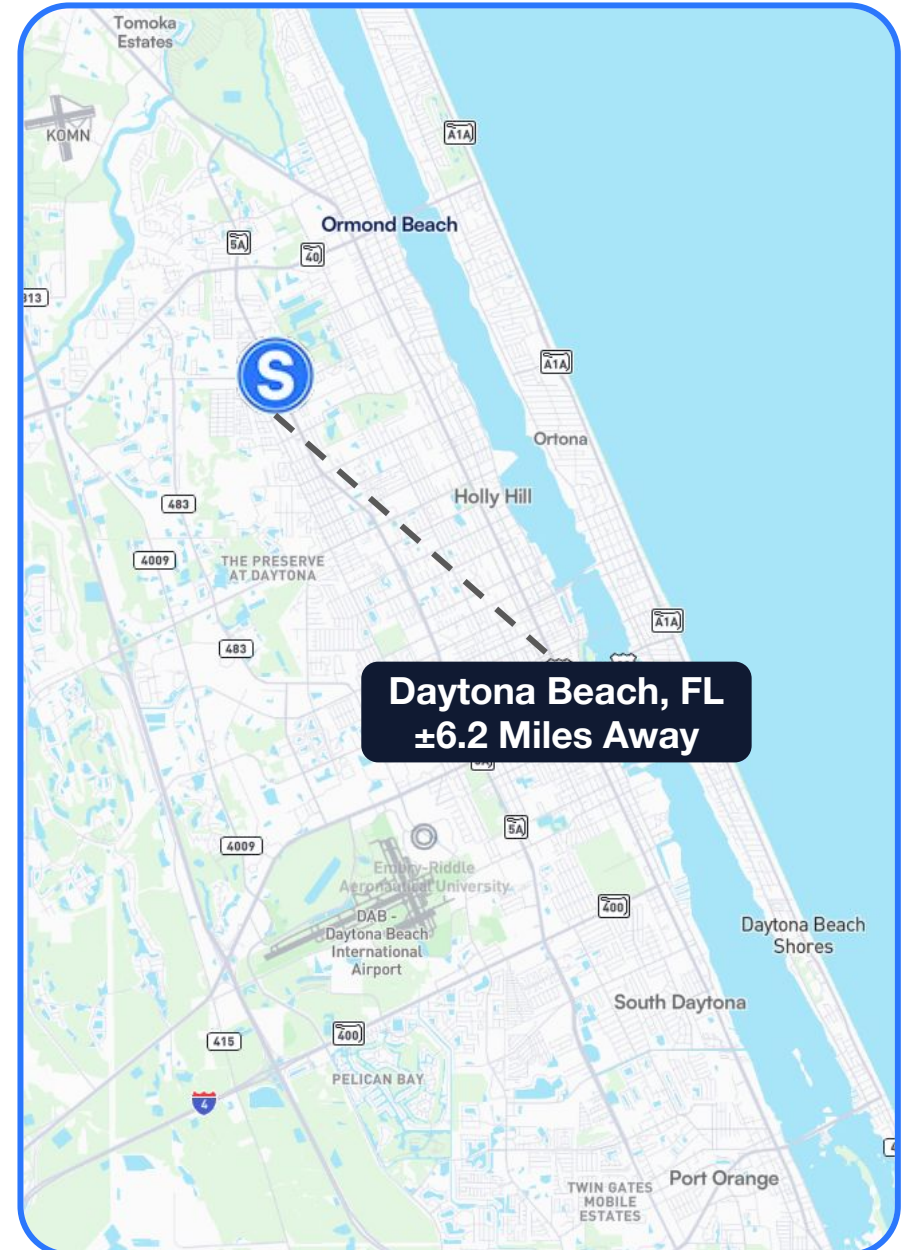 Tomoka
Estates
KOMN
A1A
Ormond Beach
5A
40
313
S
A1A
Ortona
Holly Hill
483
4009
THE PRESERVE
AT DAYTONA
A1A
483
Daytona Beach, FL
±6.2 Miles Away
5A
4009
Embry-Riddle
Aeronautical University
400
DAB -
Daytona Beach
International
Airport
Daytona Beach
Shores
South Daytona
415
400
PELICAN BAY
4
Port Orange
TWIN GATES
MOBILE
ESTATES